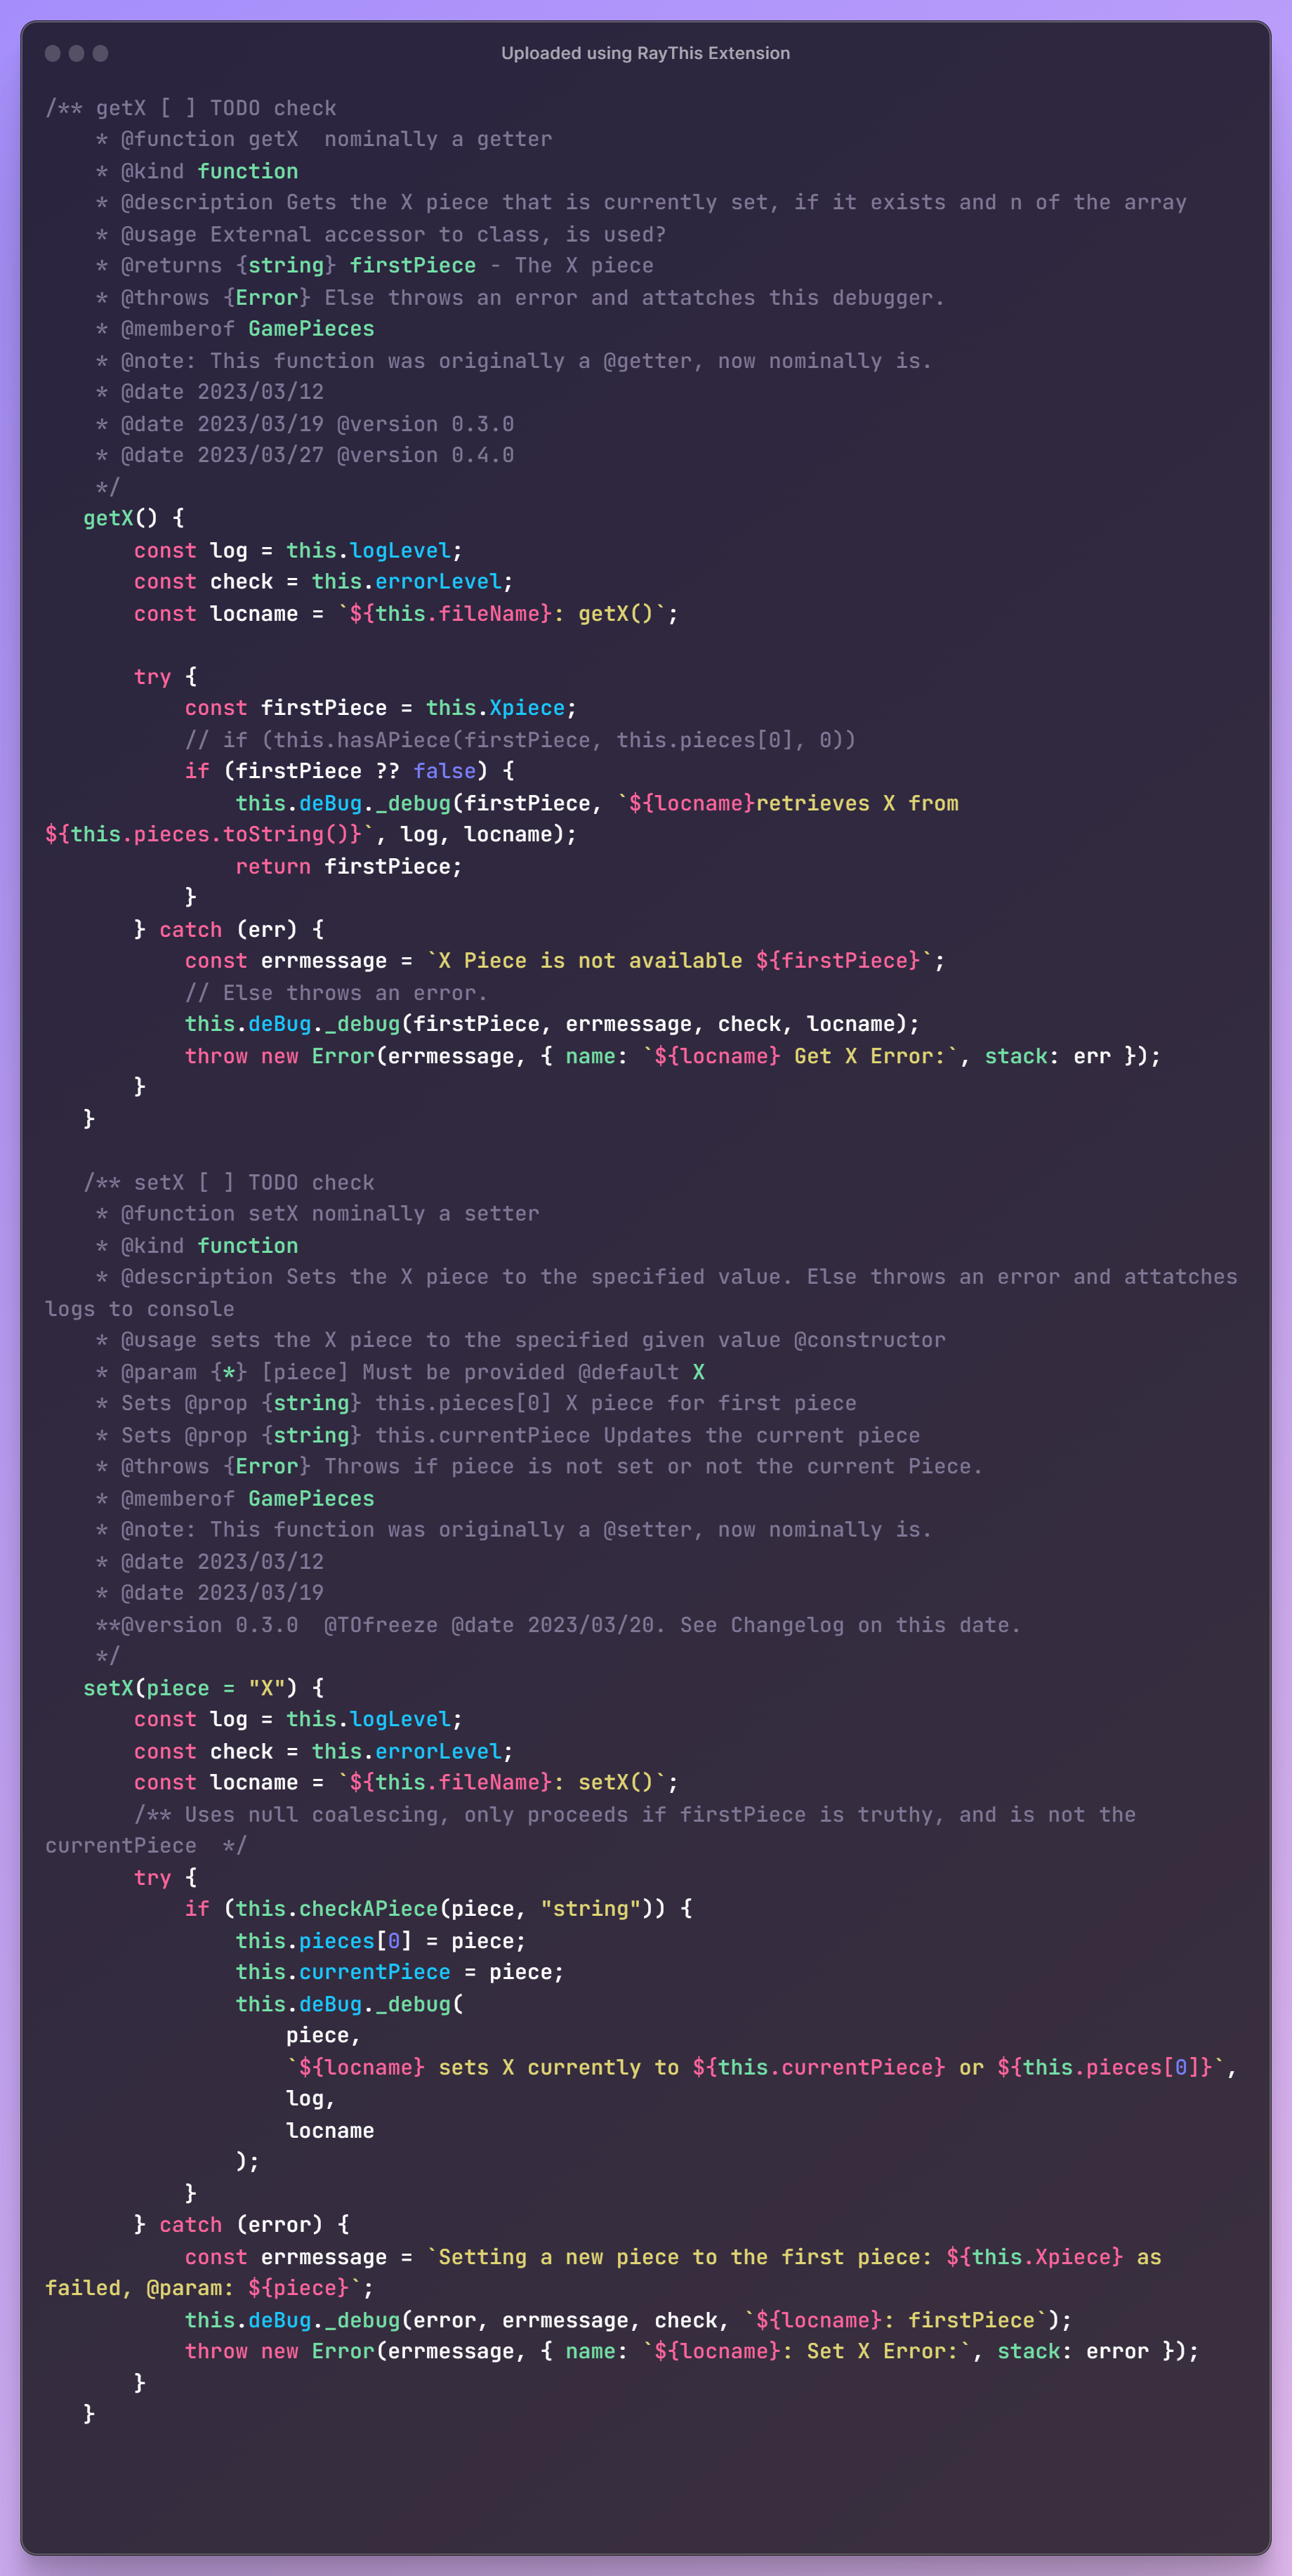 Uploaded using RayThis Extension
/** getX [ ] TODO check
    * @function getX  nominally a getter
    * @kind function
    * @description Gets the X piece that is currently set, if it exists and n of the array
    * @usage External accessor to class, is used?
    * @returns {string} firstPiece - The X piece
    * @throws {Error} Else throws an error and attatches this debugger.
    * @memberof GamePieces
    * @note: This function was originally a @getter, now nominally is.
    * @date 2023/03/12
    * @date 2023/03/19 @version 0.3.0
    * @date 2023/03/27 @version 0.4.0
    */
   getX() {
       const log = this.logLevel;
       const check = this.errorLevel;
       const locname = `${this.fileName}: getX()`;

       try {
           const firstPiece = this.Xpiece;
           // if (this.hasAPiece(firstPiece, this.pieces[0], 0))
           if (firstPiece ?? false) {
               this.deBug._debug(firstPiece, `${locname}retrieves X from
${this.pieces.toString()}`, log, locname);
               return firstPiece;
           }
       } catch (err) {
           const errmessage = `X Piece is not available ${firstPiece}`;
           // Else throws an error.
           this.deBug._debug(firstPiece, errmessage, check, locname);
           throw new Error(errmessage, { name: `${locname} Get X Error:`, stack: err });
       }
   }

   /** setX [ ] TODO check
    * @function setX nominally a setter
    * @kind function
    * @description Sets the X piece to the specified value. Else throws an error and attatches
logs to console
    * @usage sets the X piece to the specified given value @constructor
    * @param {*} [piece] Must be provided @default X
    * Sets @prop {string} this.pieces[0] X piece for first piece
    * Sets @prop {string} this.currentPiece Updates the current piece
    * @throws {Error} Throws if piece is not set or not the current Piece.
    * @memberof GamePieces
    * @note: This function was originally a @setter, now nominally is.
    * @date 2023/03/12
    * @date 2023/03/19
    **@version 0.3.0  @TOfreeze @date 2023/03/20. See Changelog on this date.
    */
   setX(piece = "X") {
       const log = this.logLevel;
       const check = this.errorLevel;
       const locname = `${this.fileName}: setX()`;
       /** Uses null coalescing, only proceeds if firstPiece is truthy, and is not the
currentPiece  */
       try {
           if (this.checkAPiece(piece, "string")) {
               this.pieces[0] = piece;
               this.currentPiece = piece;
               this.deBug._debug(
                   piece,
                   `${locname} sets X currently to ${this.currentPiece} or ${this.pieces[0]}`,
                   log,
                   locname
               );
           }
       } catch (error) {
           const errmessage = `Setting a new piece to the first piece: ${this.Xpiece} as
failed, @param: ${piece}`;
           this.deBug._debug(error, errmessage, check, `${locname}: firstPiece`);
           throw new Error(errmessage, { name: `${locname}: Set X Error:`, stack: error });
       }
   }